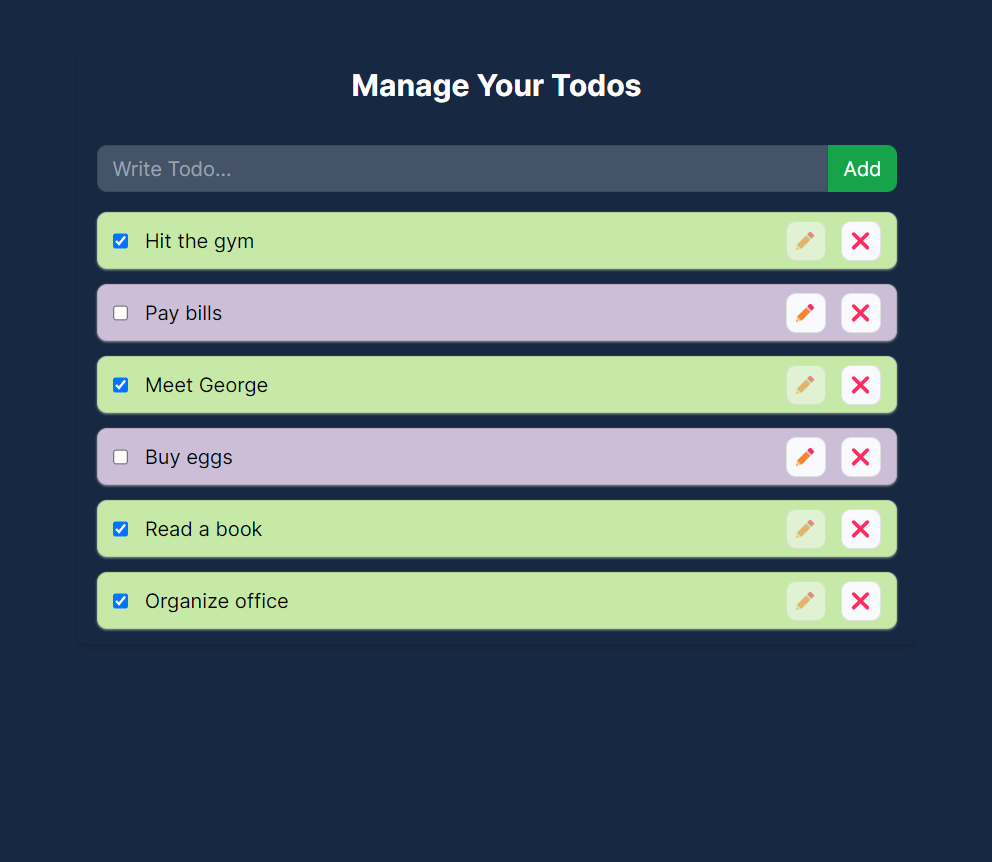 Manage Your Todos
Write Todo...
Add
Hit the gym
Pay bills
Meet George
Buy eggs
Read a book
Organize office